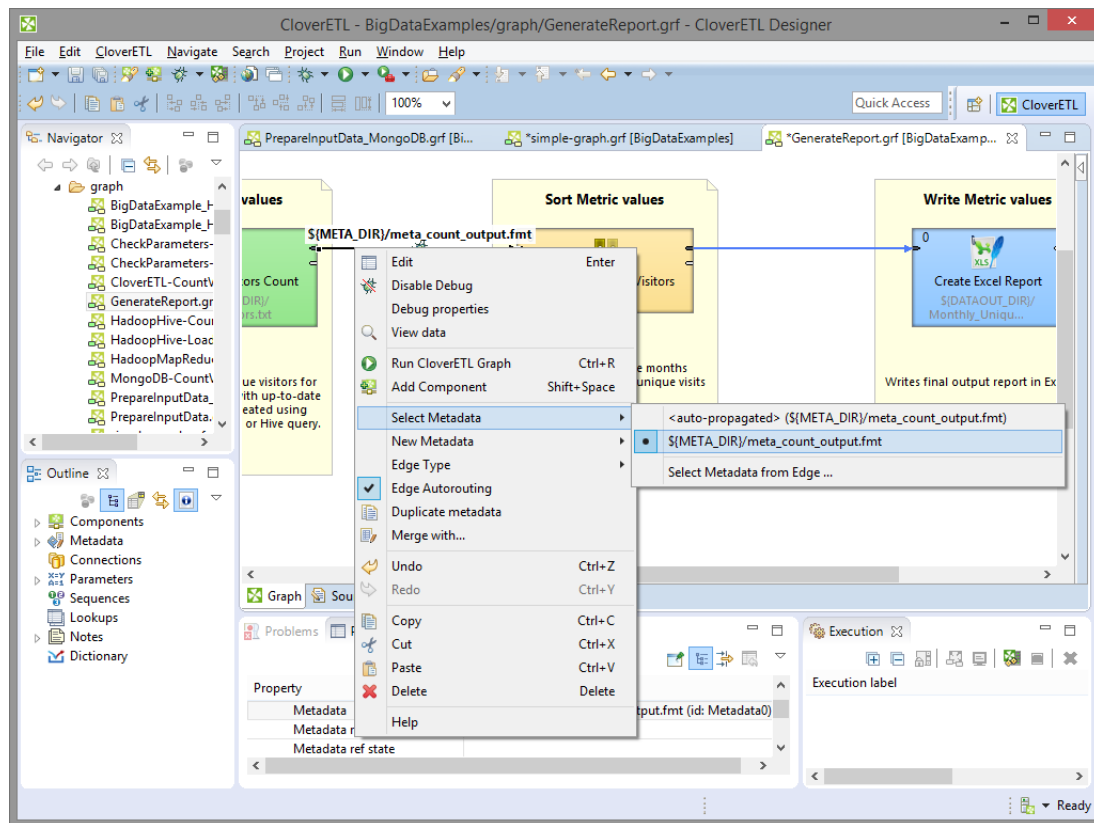 CloverETL - BigDataExamples/graph/GenerateReport.grf - CloverETL Designer
File Edit CloverETL Navigate Search Project Run Window Help
100%
Quick Access
CloverETL
Navigator
PrepareInputData_MongoDB.grf [Bi...
*simple-graph.grf [BigDataExamples]
*GenerateReport.grf [BigDataExamp...
graph
BigDataExample_H
BigDataExample_H
CheckParameters-
CheckParameters-
CloverETL-CountV
GenerateReport.gr
HadoopHive-Cour
HadoopHive-Load
HadoopMapRedu
MongoDB-CountV
PrepareInputData_
PrepareInputData.
values
Sort Metric values
Write Metric values
${META_DIR}/meta_count_output.fmt
ors Count
DIR}/
ors.txt
/isitors
0
XLS
Create Excel Report
${DATAOUT_DIR}/
Monthly_Uniqu...
ue visitors for
with up-to-date
eated using
or Hive query.
e months
unique visits
Writes final output report in Ex
Edit Enter
Disable Debug
Debug properties
View data
Run CloverETL Graph Ctrl+R
Add Component Shift+Space
Select Metadata
New Metadata
Edge Type
Edge Autorouting
Duplicate metadata
Merge with...
Undo Ctrl+Z
Redo Ctrl+Y
Copy Ctrl+C
Cut Ctrl+X
Paste Ctrl+V
Delete Delete
Help
<auto-propagated> (${META_DIR}/meta_count_output.fmt)
${META_DIR}/meta_count_output.fmt
Select Metadata from Edge ...
Outline
Components
Metadata
Connections
Parameters
Sequences
Lookups
Notes
Dictionary
Graph
Sou
Problems
Property
Metadata
tput.fmt (id: Metadata0)
Metadata r
Metadata ref state
Execution
Execution label
Ready